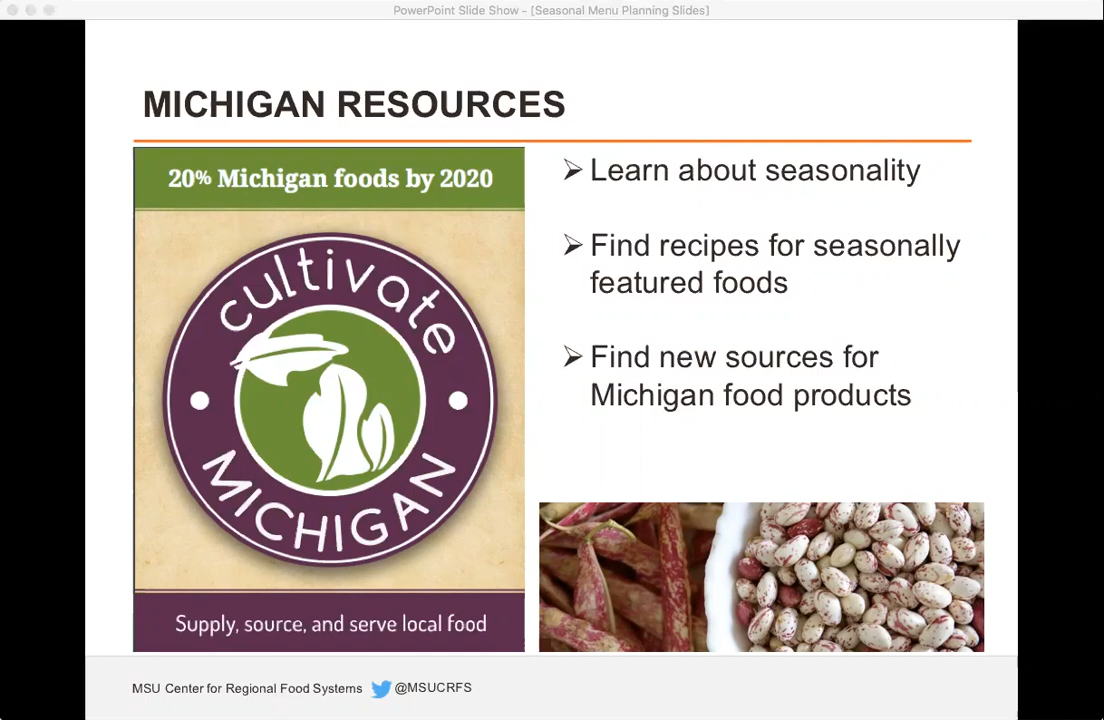 PowerPoint Slide Show - [Seasonal Menu Planning Slides]
MICHIGAN RESOURCES
20% Michigan foods by 2020
cultivate
MICHIGAN
Supply, source, and serve local food
➢ Learn about seasonality
➢ Find recipes for seasonally
featured foods
➢ Find new sources for
Michigan food products
MSU Center for Regional Food Systems @MSUCRFS